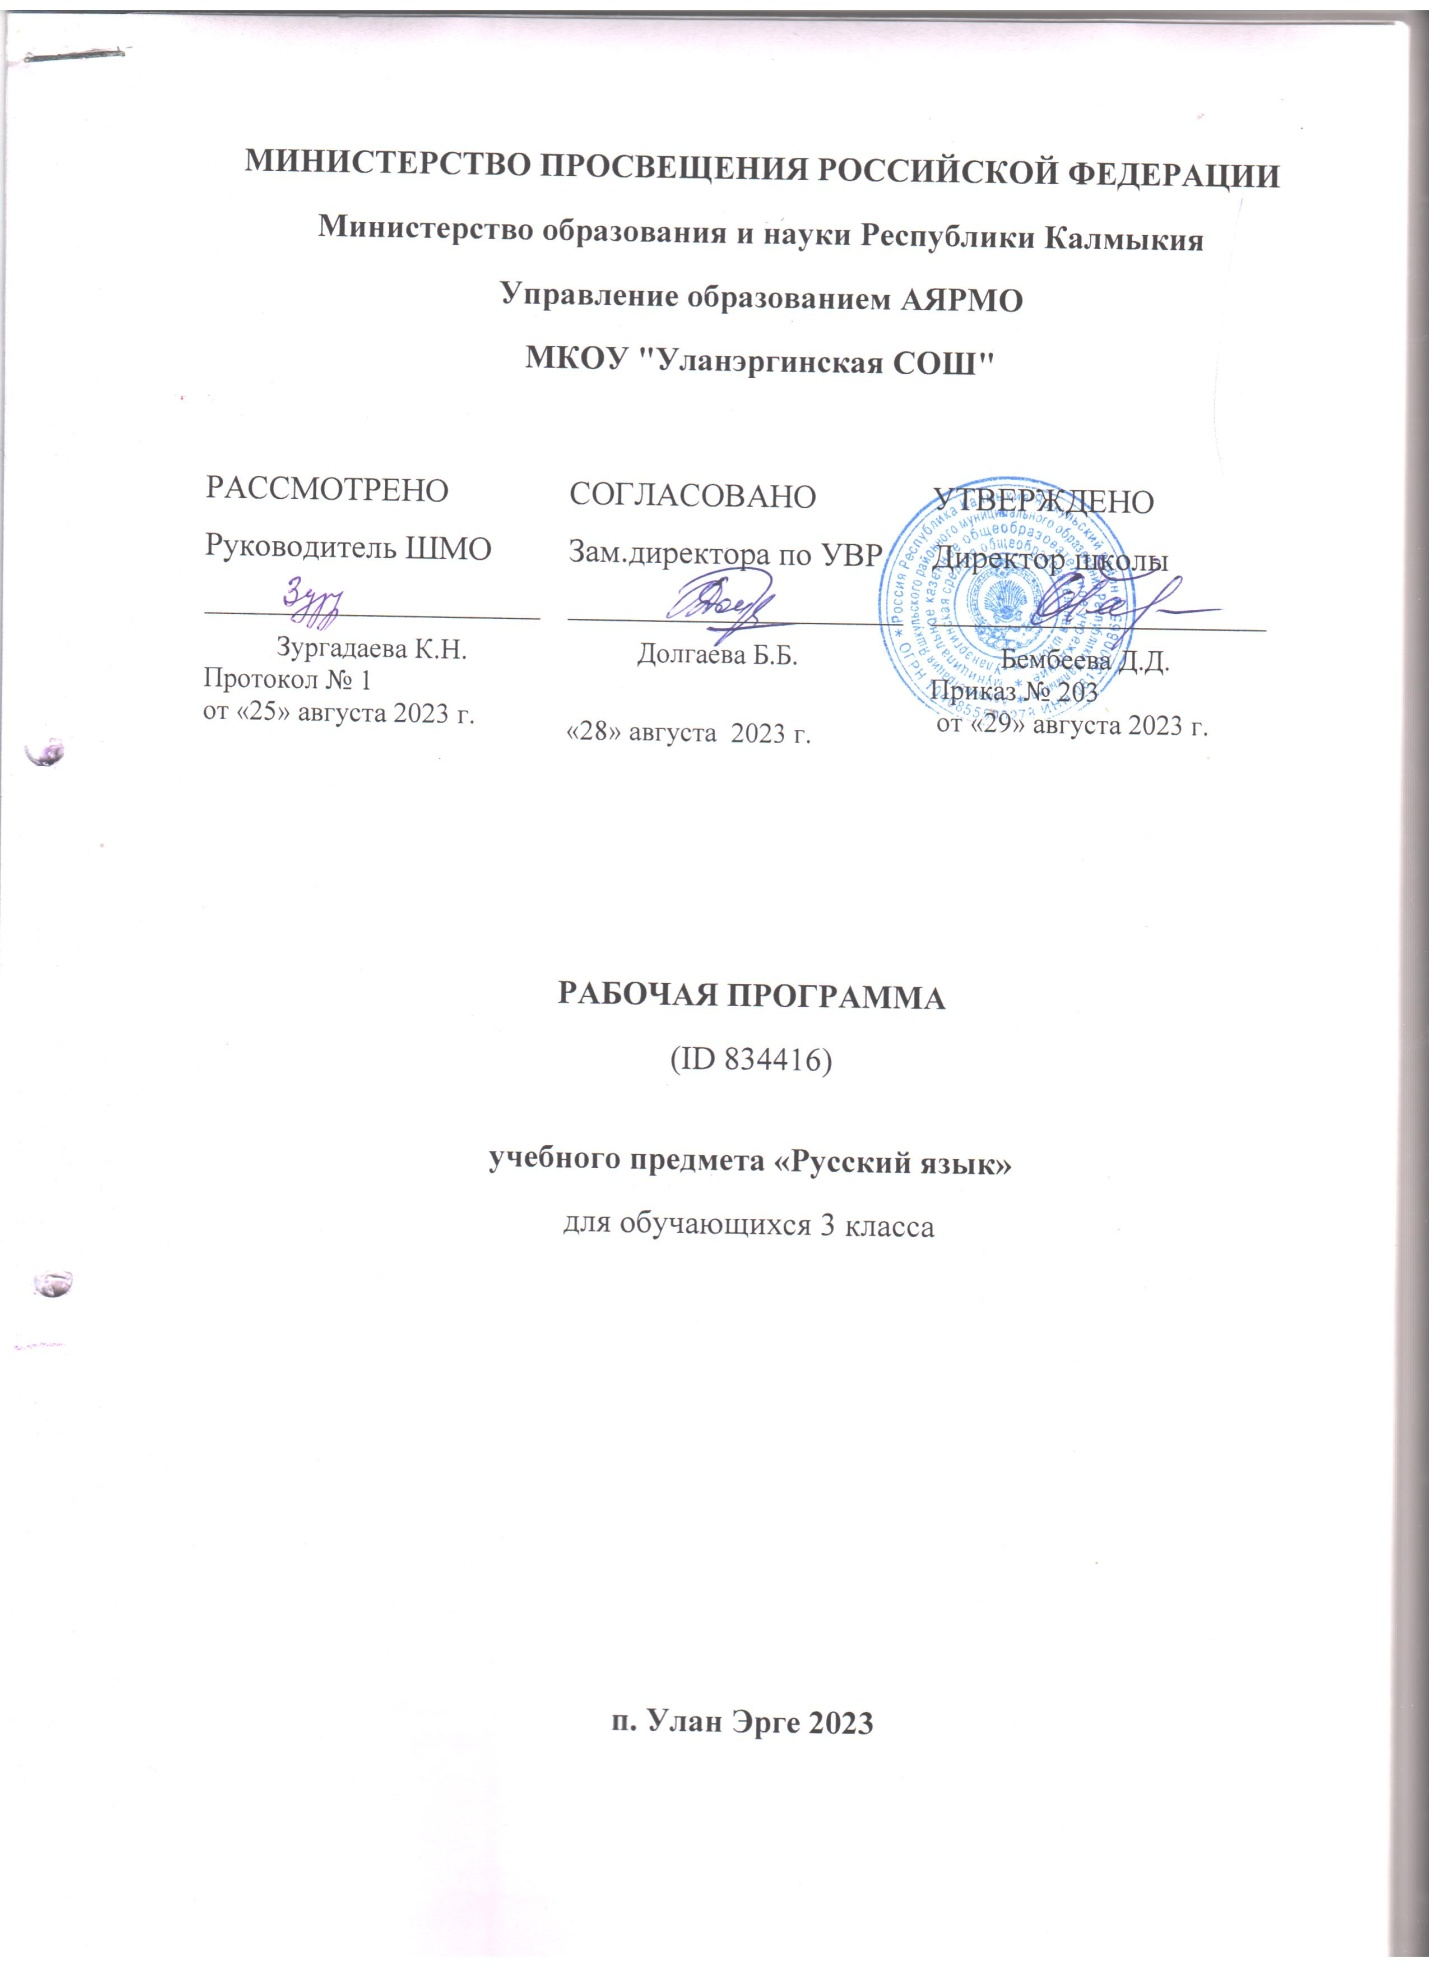 МИНИСТЕРСТВО ПРОСВЕЩЕНИЯ РОССИЙСКОЙ ФЕДЕРАЦИИ
Министерство образования и науки Республики Калмыкия
Управление образованием АЯРМО
МКОУ "Уланэргинская СОШ"
РАССМОТРЕНО
Руководитель ШМО
Зургадаева К.Н.
Протокол № 1
от «25» августа 2023 г.
СОГЛАСОВАНО
Зам.директора по УВР
Долгаева Б.Б.
«28» августа 2023 г.
УТВЕРЖДЕНО
Директор школы
Бембеева Д.Д.
Приказ № 203
от «29» августа 2023 г.
РАБОЧАЯ ПРОГРАММА
(ID 834416)
учебного предмета «Русский язык»
для обучающихся 3 класса
п. Улан Эрге 2023